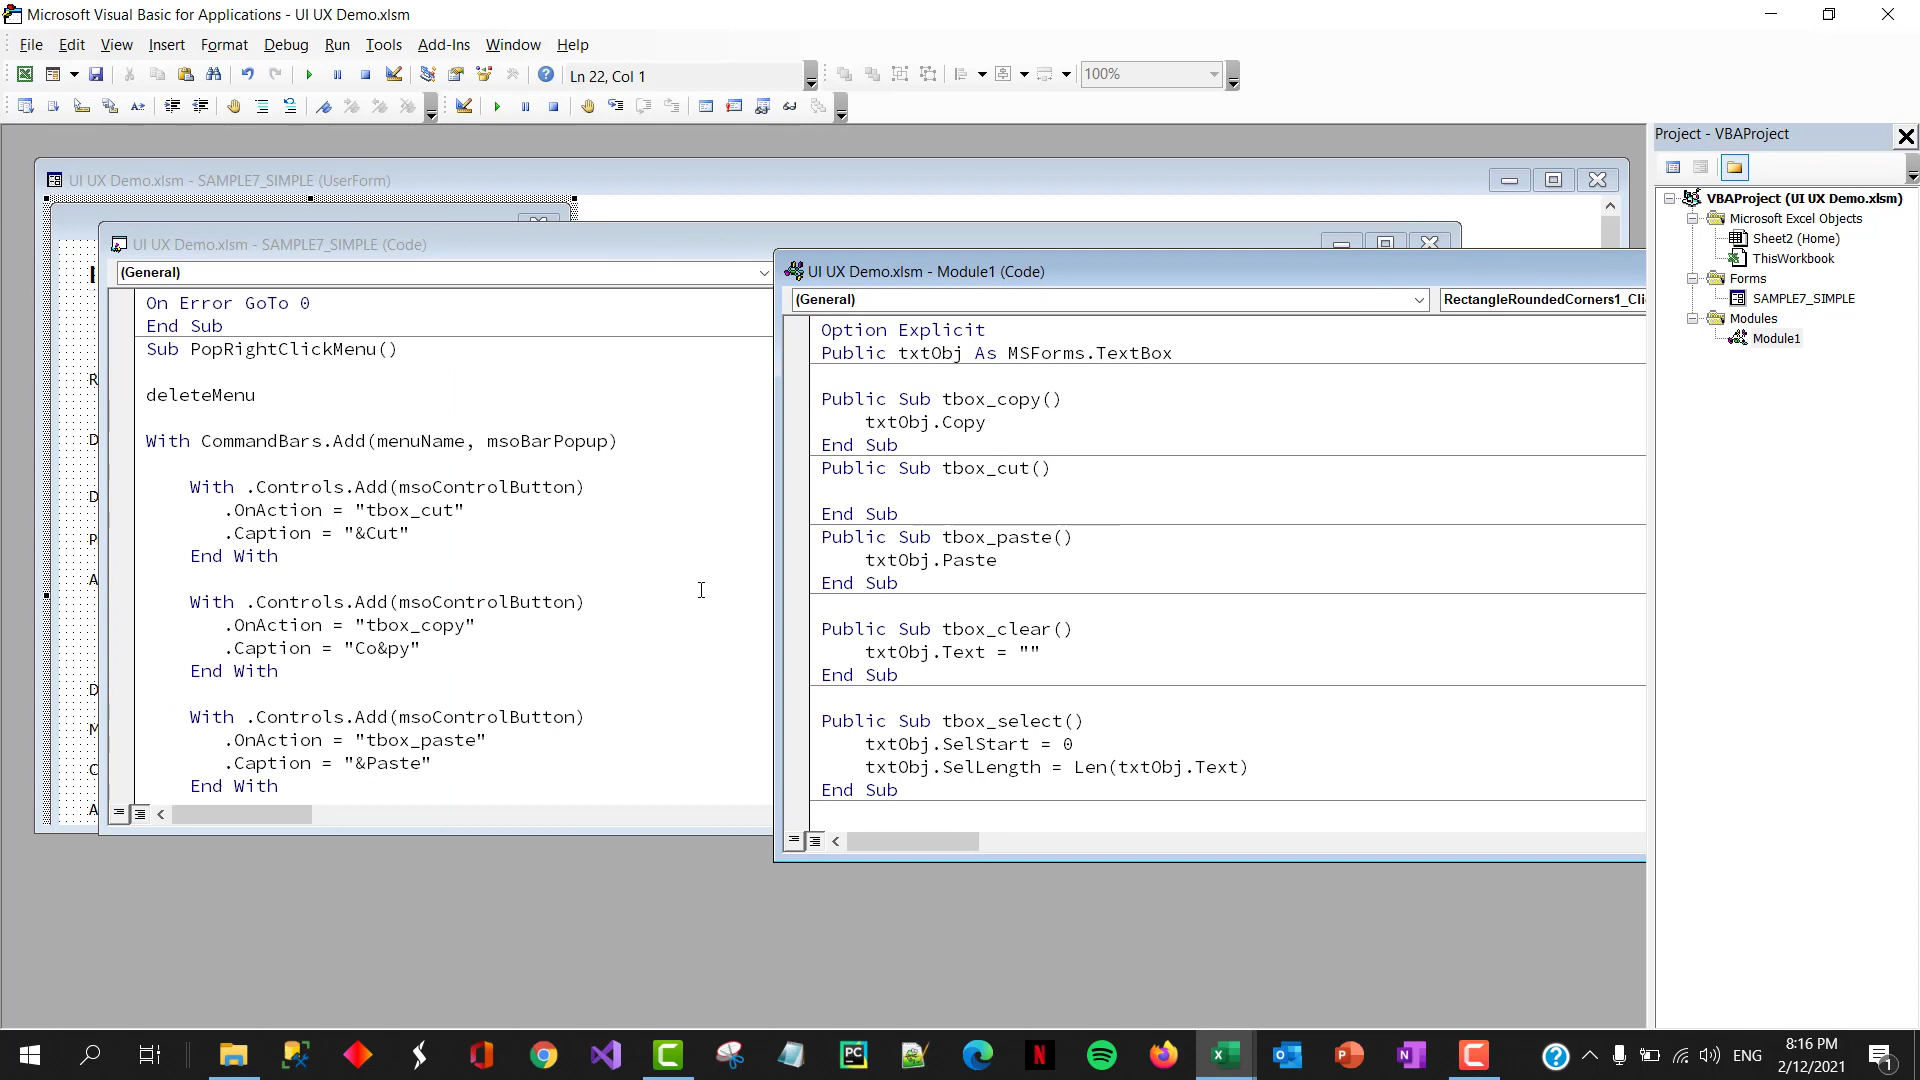 Microsoft Visual Basic for Applications - UI UX Demo.xlsm
File Edit View Insert Format Debug Run Tools Add-Ins Window Help
Ln 22, Col 1
100%
Project - VBAProject
VBAProject (UI UX Demo.xlsm)
Microsoft Excel Objects
Sheet2 (Home)
ThisWorkbook
Forms
SAMPLE7_SIMPLE
Modules
Module1
UI UX Demo.xlsm - SAMPLE7_SIMPLE (UserForm)
R
D
D
P
A
D
M
C
A
UI UX Demo.xlsm - SAMPLE7_SIMPLE (Code)
(General)
On Error GoTo 0
End Sub
Sub PopRightClickMenu()
deleteMenu
With CommandBars.Add(menuName, msoBarPopup)
With .Controls.Add(msoControlButton)
.OnAction = "tbox_cut"
.Caption = "&Cut"
End With
With .Controls.Add(msoControlButton)
.OnAction = "tbox_copy"
.Caption = "Co&py"
End With
With .Controls.Add(msoControlButton)
.OnAction = "tbox_paste"
.Caption = "&Paste"
End With
UI UX Demo.xlsm - Module1 (Code)
(General)
RectangleRoundedCorners1_Cli
Option Explicit
Public txtObj As MSForms.TextBox
Public Sub tbox_copy()
txtObj.Copy
End Sub
Public Sub tbox_cut()
End Sub
Public Sub tbox_paste()
txtObj.Paste
End Sub
Public Sub tbox_clear()
txtObj.Text = ""
End Sub
Public Sub tbox_select()
txtObj.SelStart = 0
txtObj.SelLength = Len(txtObj.Text)
End Sub
ENG
8:16 PM
2/12/2021
1